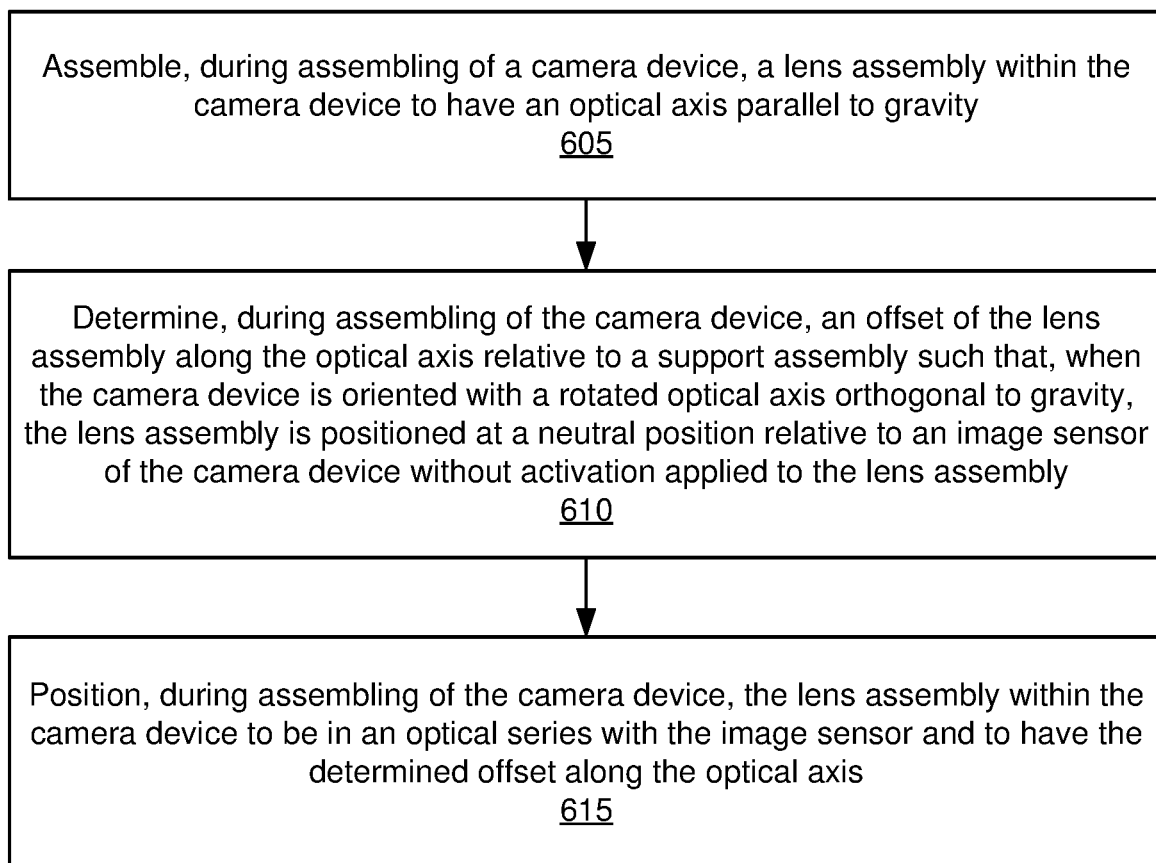 Assemble, during assembling of a camera device, a lens assembly within the
camera device to have an optical axis parallel to gravity
605
Determine, during assembling of the camera device, an offset of the lens
assembly along the optical axis relative to a support assembly such that, when
the camera device is oriented with a rotated optical axis orthogonal to gravity,
the lens assembly is positioned at a neutral position relative to an image sensor
of the camera device without activation applied to the lens assembly
610
Position, during assembling of the camera device, the lens assembly within the
camera device to be in an optical series with the image sensor and to have the
determined offset along the optical axis
615